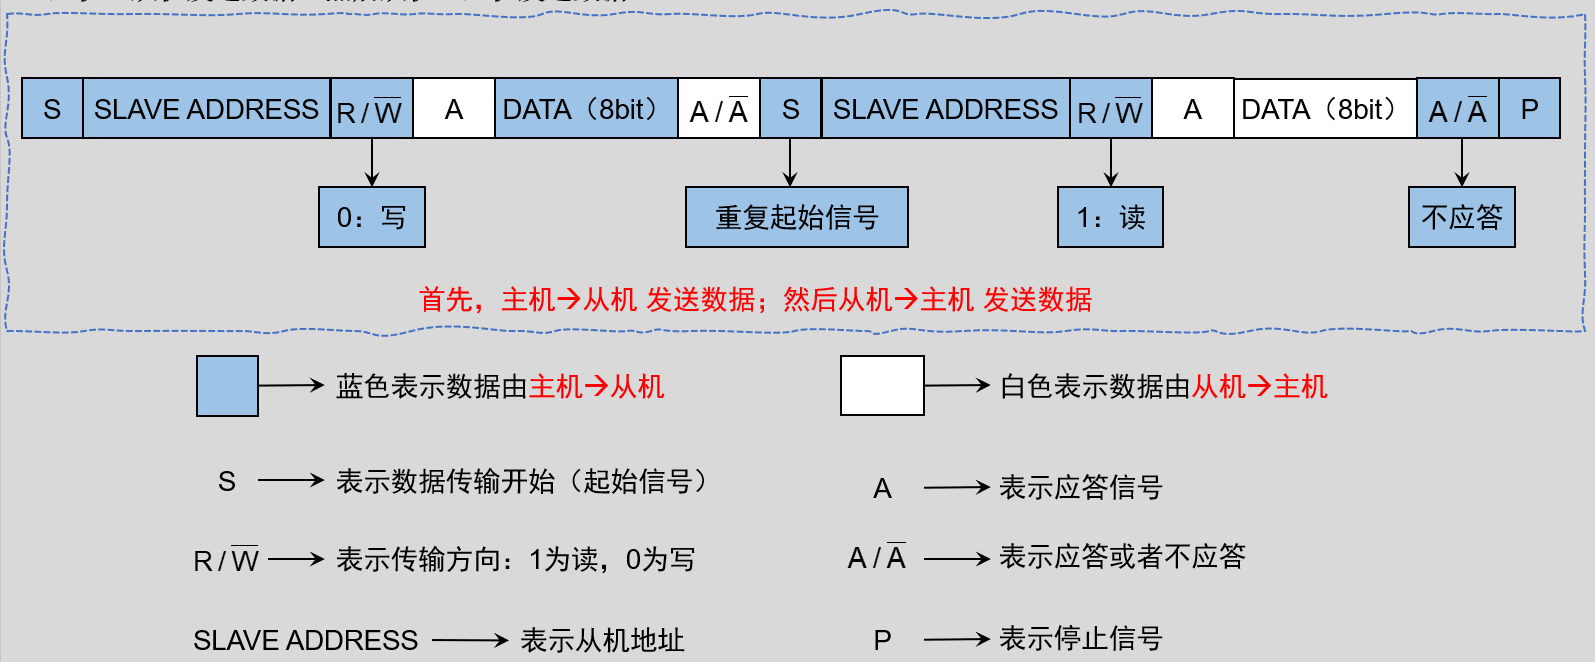 S SLAVE ADDRESS R / W̅ A DATA（8bit） A / A̅ S SLAVE ADDRESS R / W̅ A DATA（8bit） A / A̅ P
0：写 重复起始信号 1：读 不应答
首先，主机→从机 发送数据；然后从机→主机 发送数据
蓝色表示数据由主机→从机 白色表示数据由从机→主机
S 表示数据传输开始（起始信号） A 表示应答信号
R / W̅ 表示传输方向：1为读，0为写 A / A̅ 表示应答或者不应答
SLAVE ADDRESS 表示从机地址 P 表示停止信号